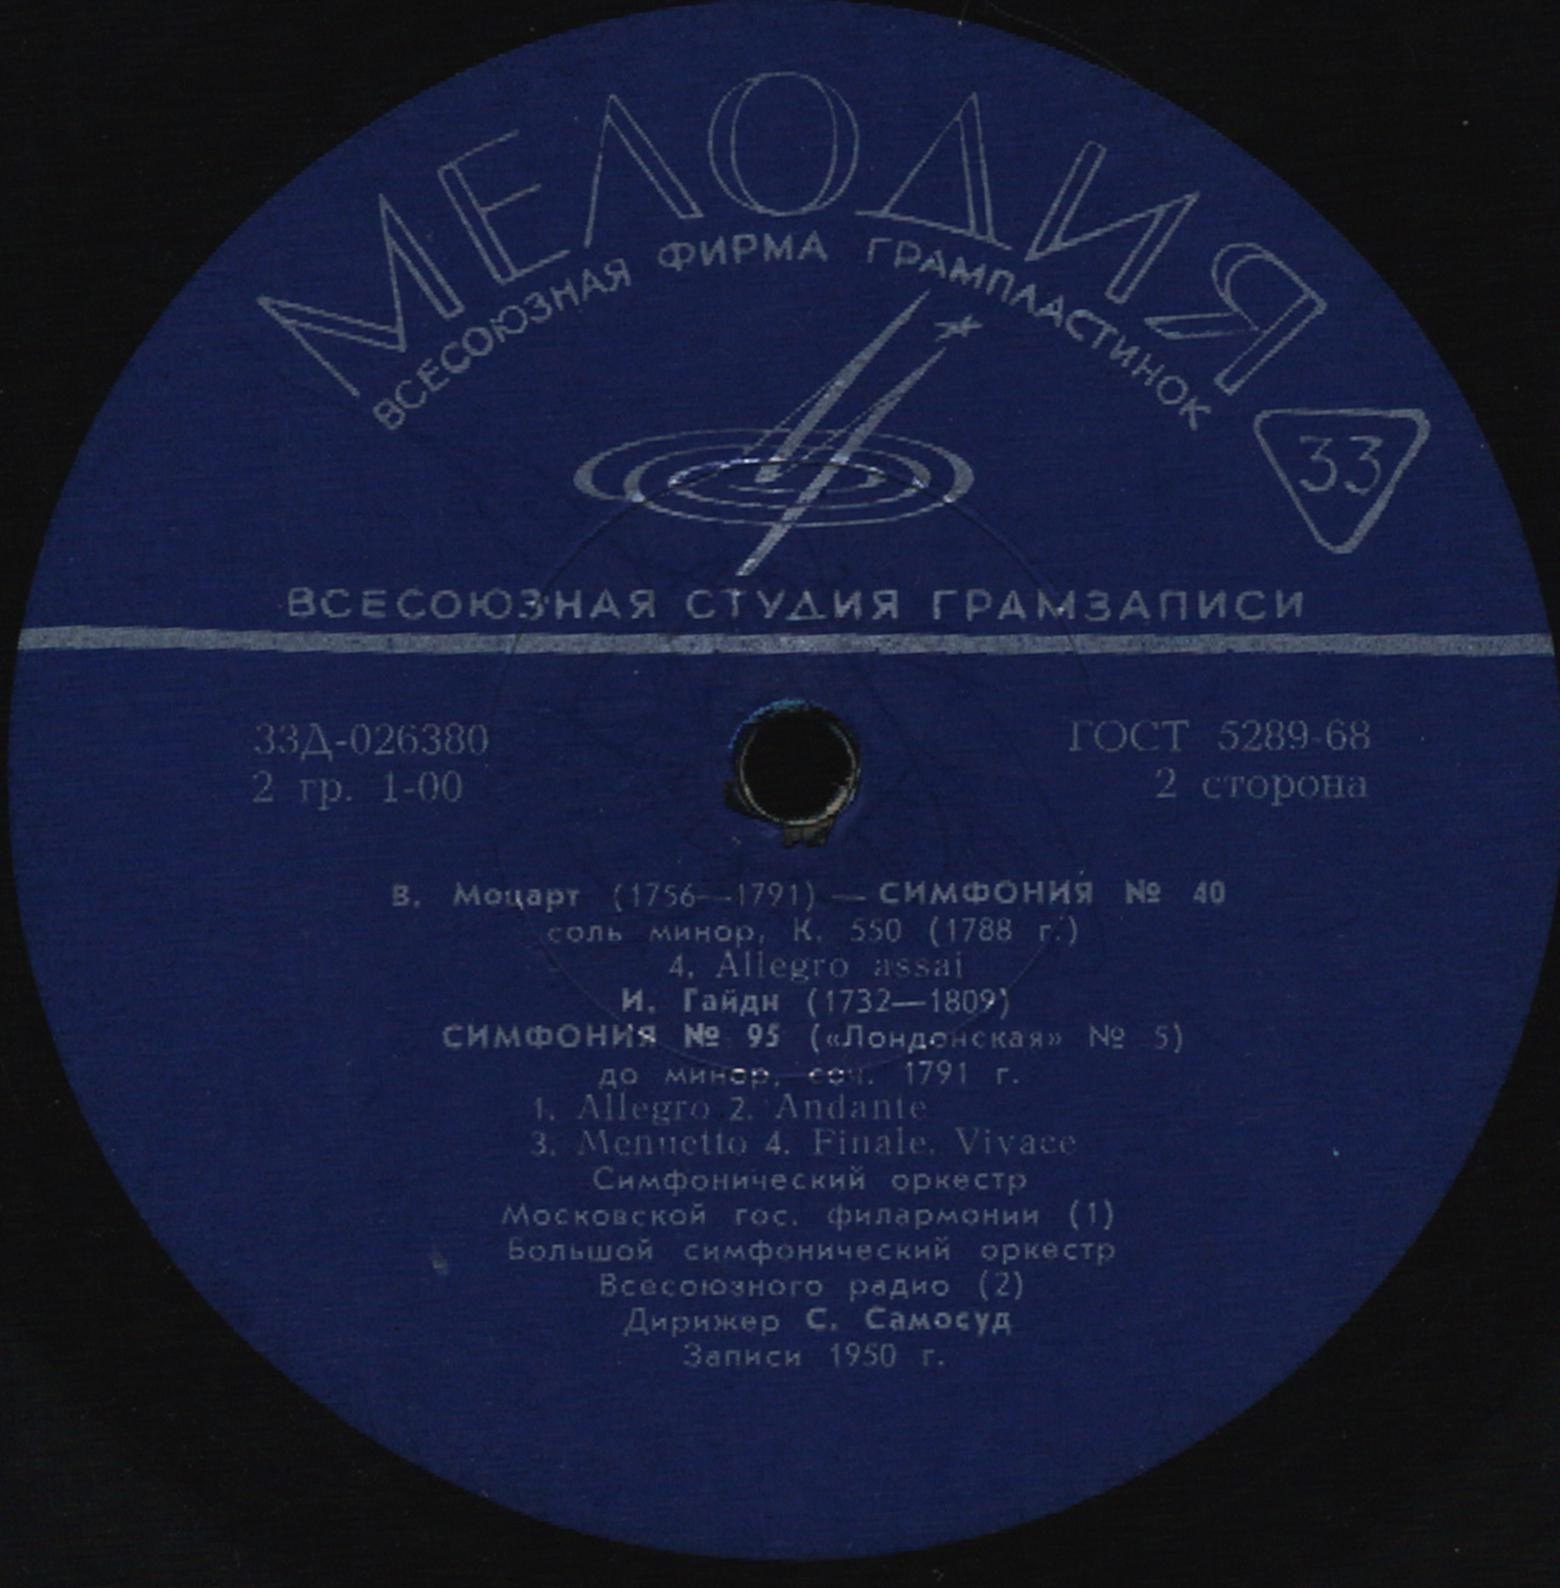 МЕЛОДИЯ
ВСЕСОЮЗНАЯ ФИРМА ГРАМПЛАСТИНОК
33
ВСЕСОЮЗНАЯ СТУДИЯ ГРАМЗАПИСИ
33Д-026380
ГОСТ 5289-68
2 гр. 1-00
2 сторона
В. Моцарт (1756—1791) — СИМФОНИЯ № 40
соль минор, К. 550 (1788 г.)
4. Allegro assai
И. Гайдн (1732—1809)
СИМФОНИЯ № 95 («Лондонская» № 5)
до минор, соч. 1791 г.
1. Allegro 2. Andante
3. Mennetto 4. Finale. Vivace
Симфонический оркестр
Московской гос. филармонии (1)
Большой симфонический оркестр
Всесоюзного радио (2)
Дирижер С. Самосуд
Записи 1950 г.